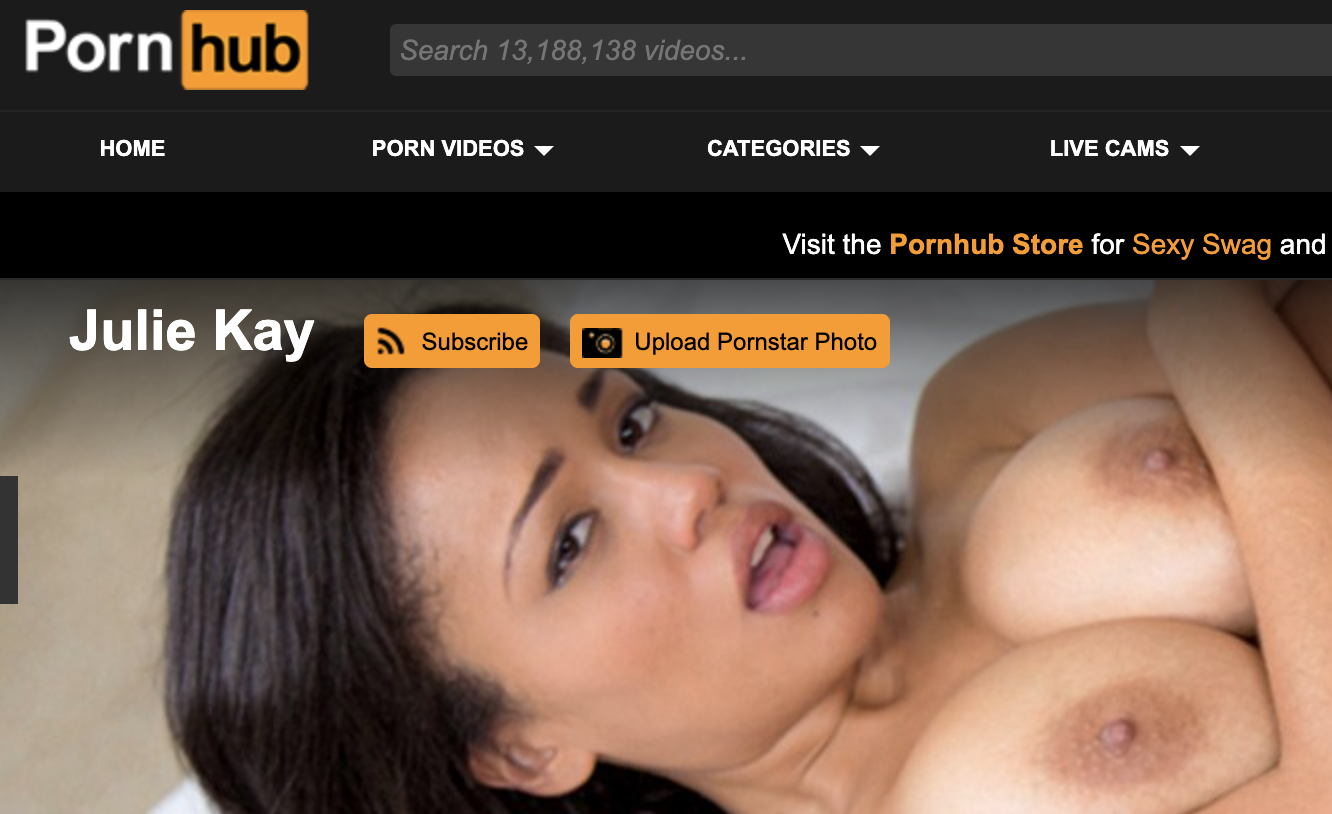 Pornhub
Search 13,188,138 videos...
HOME PORN VIDEOS CATEGORIES LIVE CAMS
Visit the Pornhub Store for Sexy Swag and
Julie Kay Subscribe Upload Pornstar Photo